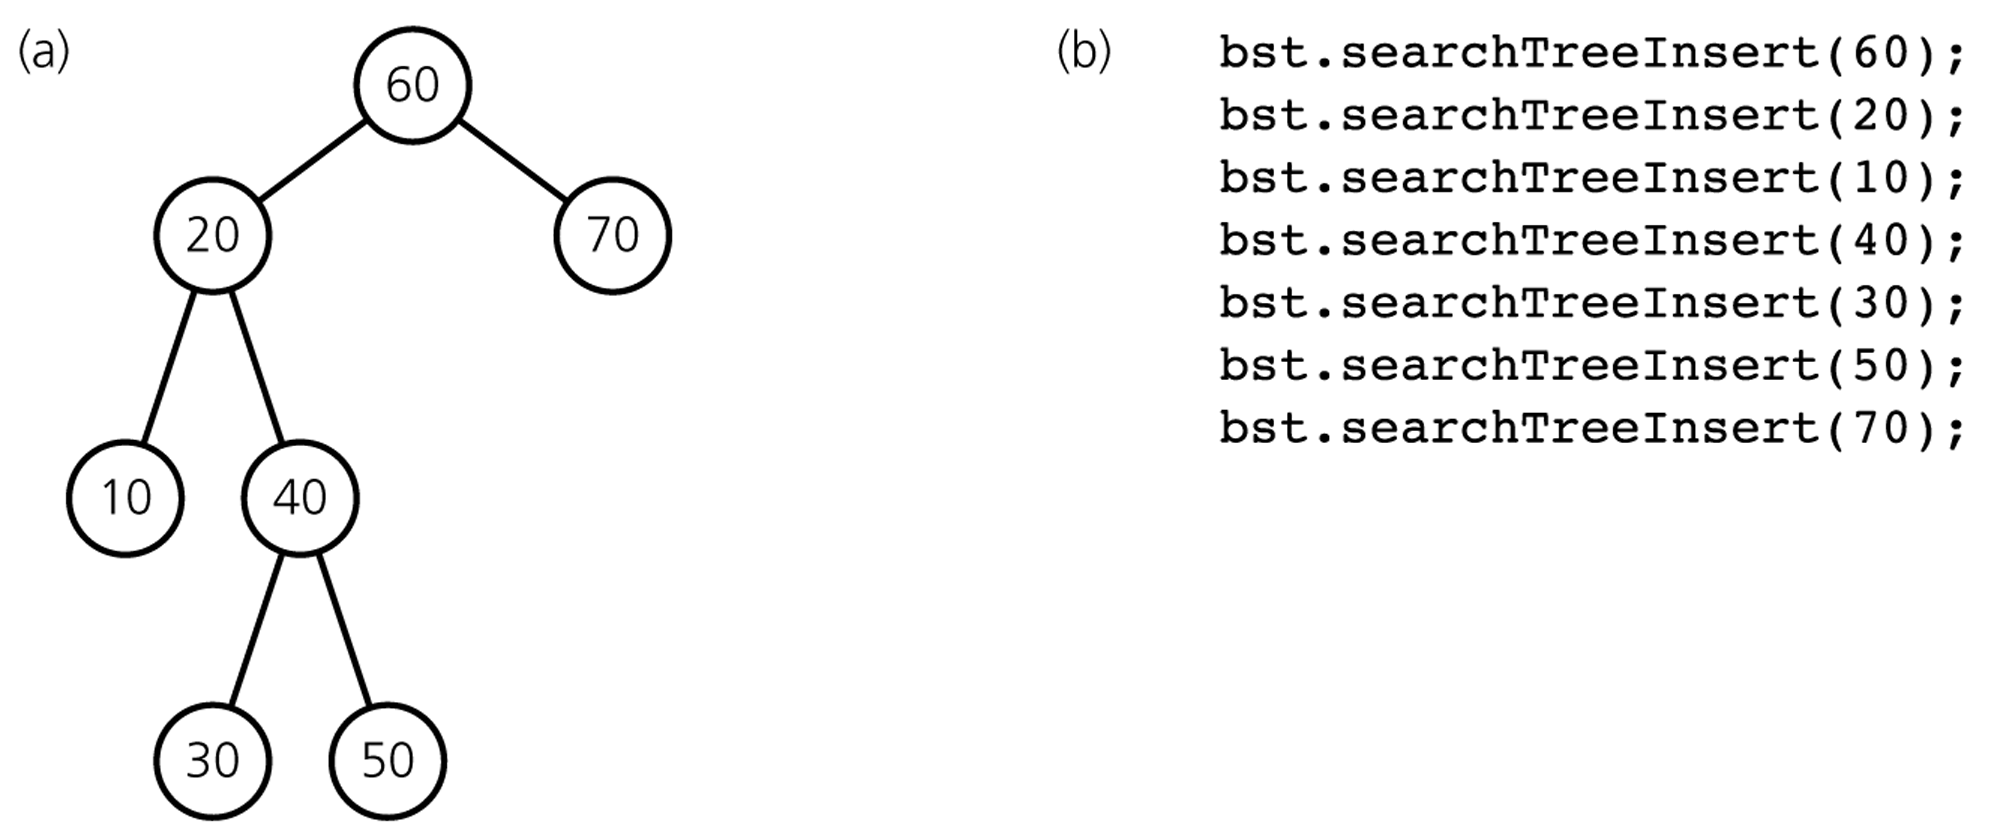 (a)
60
20 70
10 40
30 50
(b)
bst.searchTreeInsert(60);
bst.searchTreeInsert(20);
bst.searchTreeInsert(10);
bst.searchTreeInsert(40);
bst.searchTreeInsert(30);
bst.searchTreeInsert(50);
bst.searchTreeInsert(70);